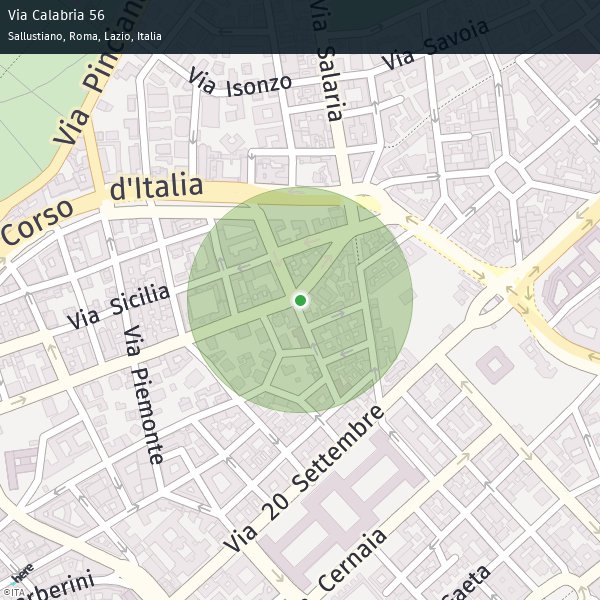 Via Calabria 56
Sallustiano, Roma, Lazio, Italia
Via Pinciana
Via Salaria
Via Savoia
Via Isonzo
Corso d'Italia
Via Sicilia
Via Piemonte
Via 20 Settembre
Cernaia
Gaeta
rberini
here
©ITA